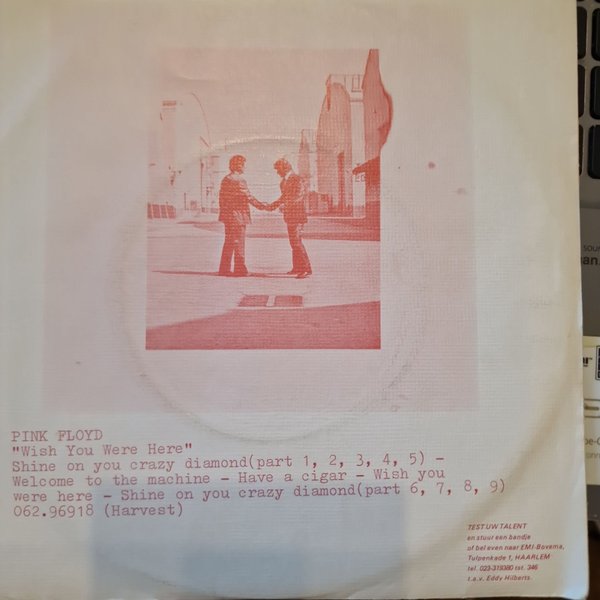 PINK FLOYD
"Wish You Were Here"
Shine on you crazy diamond(part 1, 2, 3, 4, 5) -
Welcome to the machine - Have a cigar - Wish you
were here - Shine on you crazy diamond(part 6, 7, 8, 9)
062.96918 (Harvest)
TEST UW TALENT
en stuur een bandje
of bel even naar EMI-Bovema,
Tulpenkade 1, HAARLEM
tel. 023-319380 tst. 346
t.a.v. Eddy Hilberts.